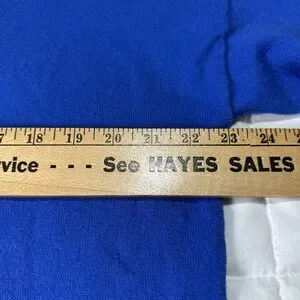 17 18 19 20 21 22 23 24
rvice - - - See HAYES SALES